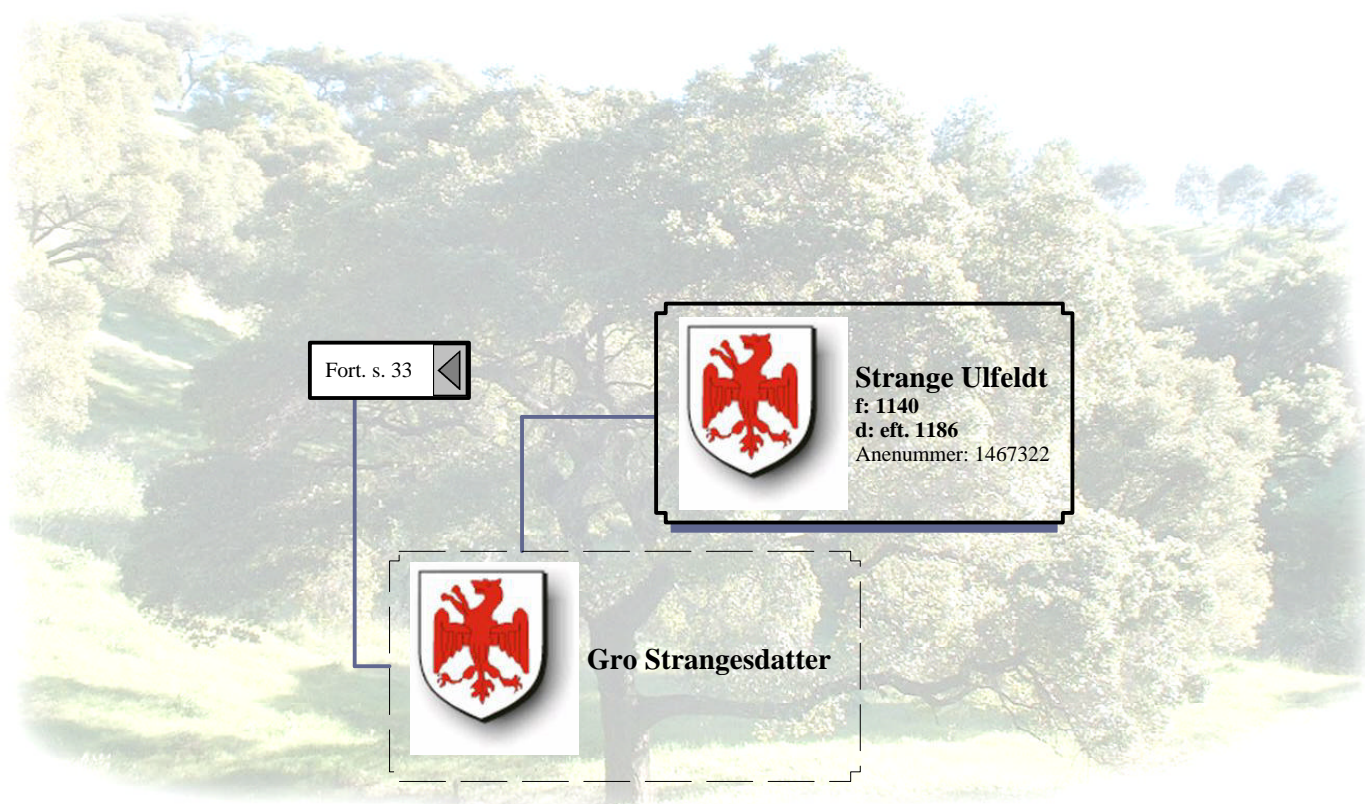 Fort. s. 33
Strange Ulfeldt
f: 1140
d: eft. 1186
Anenummer: 1467322
Gro Strangesdatter